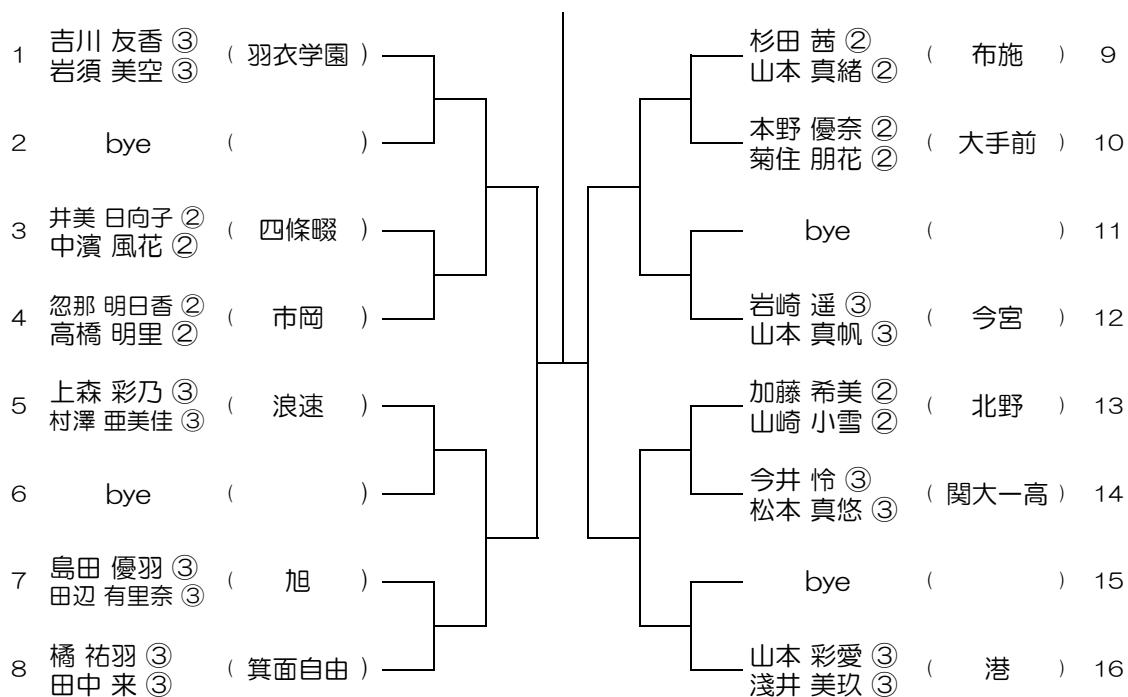 1 吉川 友香 ③ ( 羽衣学園 )
岩須 美空 ③
2 bye ( )
3 井美 日向子 ② ( 四條畷 )
中濱 風花 ②
4 忽那 明日香 ② ( 市岡 )
高橋 明里 ②
5 上森 彩乃 ③ ( 浪速 )
村澤 亜美佳 ③
6 bye ( )
7 島田 優羽 ③ ( 旭 )
田辺 有里奈 ③
8 橘 祐羽 ③ ( 箕面自由 )
田中 来 ③
杉田 茜 ② ( 布施 ) 9
山本 真緒 ②
本野 優奈 ② ( 大手前 ) 10
菊住 朋花 ②
bye ( ) 11
岩崎 遥 ③ ( 今宮 ) 12
山本 真帆 ③
加藤 希美 ② ( 北野 ) 13
山崎 小雪 ②
今井 怜 ③ ( 関大一高 ) 14
松本 真悠 ③
bye ( ) 15
山本 彩愛 ③ ( 港 ) 16
淺井 美玖 ③